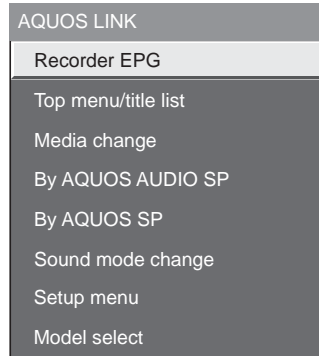 AQUOS LINK
Recorder EPG
Top menu/title list
Media change
By AQUOS AUDIO SP
By AQUOS SP
Sound mode change
Setup menu
Model select